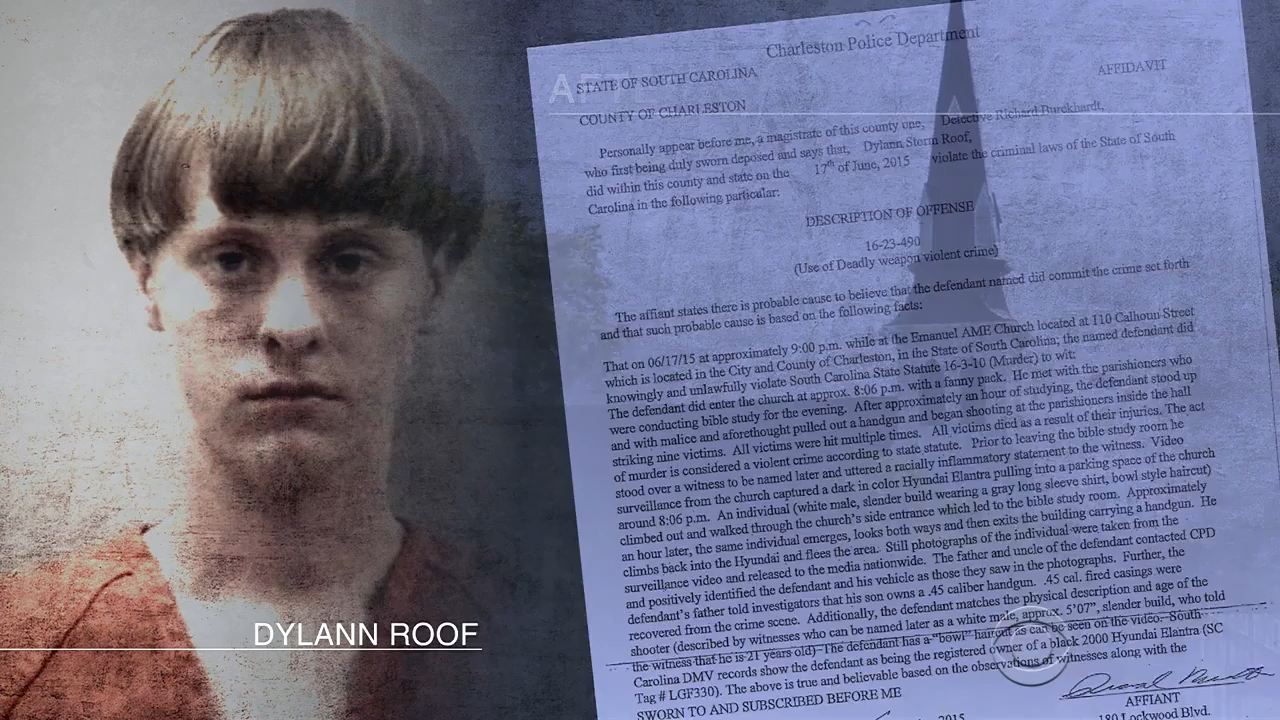 DYLANN ROOF
Charleston Police Department
STATE OF SOUTH CAROLINA
AFFIDAVIT
COUNTY OF CHARLESTON
Personally appear before me, a magistrate of this county one, Detective Richard Burckhardt,
who first being duly sworn deposed and says that, Dylann Storm Roof,
did within this county and state on the 17th of June, 2015 violate the criminal laws of the State of South
Carolina in the following particular:
DESCRIPTION OF OFFENSE
16-23-490
(Use of Deadly weapon violent crime)
The affiant states there is probable cause to believe that the defendant named did commit the crime set forth
and that such probable cause is based on the following facts:
That on 06/17/15 at approximately 9:00 p.m. while at the Emanuel AME Church located at 110 Calhoun Street
which is located in the City and County of Charleston, in the State of South Carolina; the named defendant did
knowingly and unlawfully violate South Carolina State Statute 16-3-10 (Murder) to wit:
The defendant did enter the church at approx. 8:06 p.m. with a fanny pack. He met with the parishioners who
were conducting bible study for the evening. After approximately an hour of studying, the defendant stood up
and with malice and aforethought pulled out a handgun and began shooting at the parishioners inside the hall
striking nine victims. All victims were hit multiple times. All victims died as a result of their injuries. The act
of murder is considered a violent crime according to state statute. Prior to leaving the bible study room he
stood over a witness to be named later and uttered a racially inflammatory statement to the witness. Video
surveillance from the church captured a dark in color Hyundai Elantra pulling into a parking space of the church
around 8:06 p.m. An individual (white male, slender build wearing a gray long sleeve shirt, bowl style haircut)
climbed out and walked through the church's side entrance which led to the bible study room. Approximately
an hour later, the same individual emerges, looks both ways and then exits the building carrying a handgun. He
climbs back into the Hyundai and flees the area. Still photographs of the individual were taken from the
surveillance video and released to the media nationwide. The father and uncle of the defendant contacted CPD
and positively identified the defendant and his vehicle as those they saw in the photographs. Further, the
defendant's father told investigators that his son owns a .45 caliber handgun. .45 cal. fired casings were
recovered from the crime scene. Additionally, the defendant matches the physical description and age of the
shooter (described by witnesses who can be named later as a white male, approx. 5'07", slender build, who told
the witness that he is 21 years old) The defendant has a "bowl" haircut as can be seen on the video. South
Carolina DMV records show the defendant as being the registered owner of a black 2000 Hyundai Elantra (SC
Tag # LGF330). The above is true and believable based on the observations of witnesses along with the
SWORN TO AND SUBSCRIBED BEFORE ME
AFFIANT
2015
180 Lockwood Blvd.